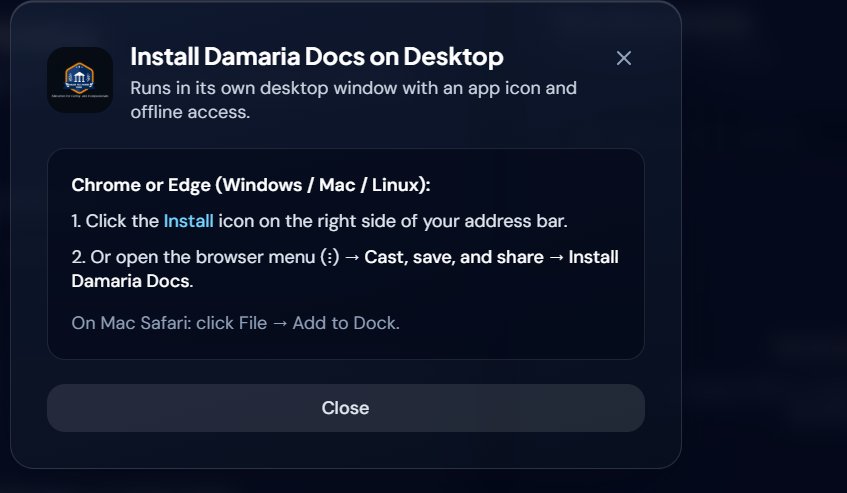 Install Damaria Docs on Desktop
Runs in its own desktop window with an app icon and
offline access.
Chrome or Edge (Windows / Mac / Linux):
1. Click the Install icon on the right side of your address bar.
2. Or open the browser menu (⋮) → Cast, save, and share → Install
Damaria Docs.
On Mac Safari: click File → Add to Dock.
Close